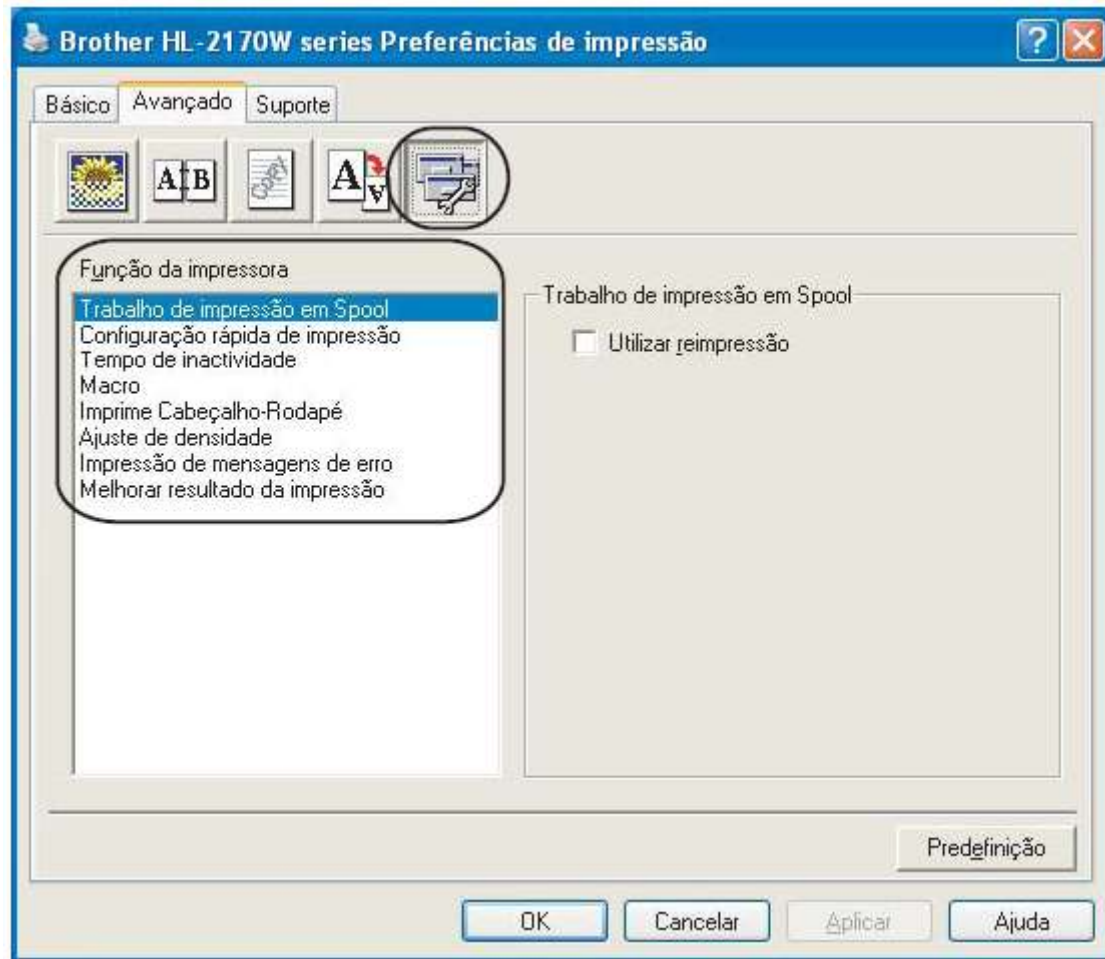 Brother HL-2170W series Preferências de impressão
Básico
Avançado
Suporte
A B
A
A
Função da impressora
Trabalho de impressão em Spool
Configuração rápida de impressão
Tempo de inactividade
Macro
Imprime Cabeçalho-Rodapé
Ajuste de densidade
Impressão de mensagens de erro
Melhorar resultado da impressão
Trabalho de impressão em Spool
Utilizar reimpressão
Predefinição
OK
Cancelar
Aplicar
Ajuda